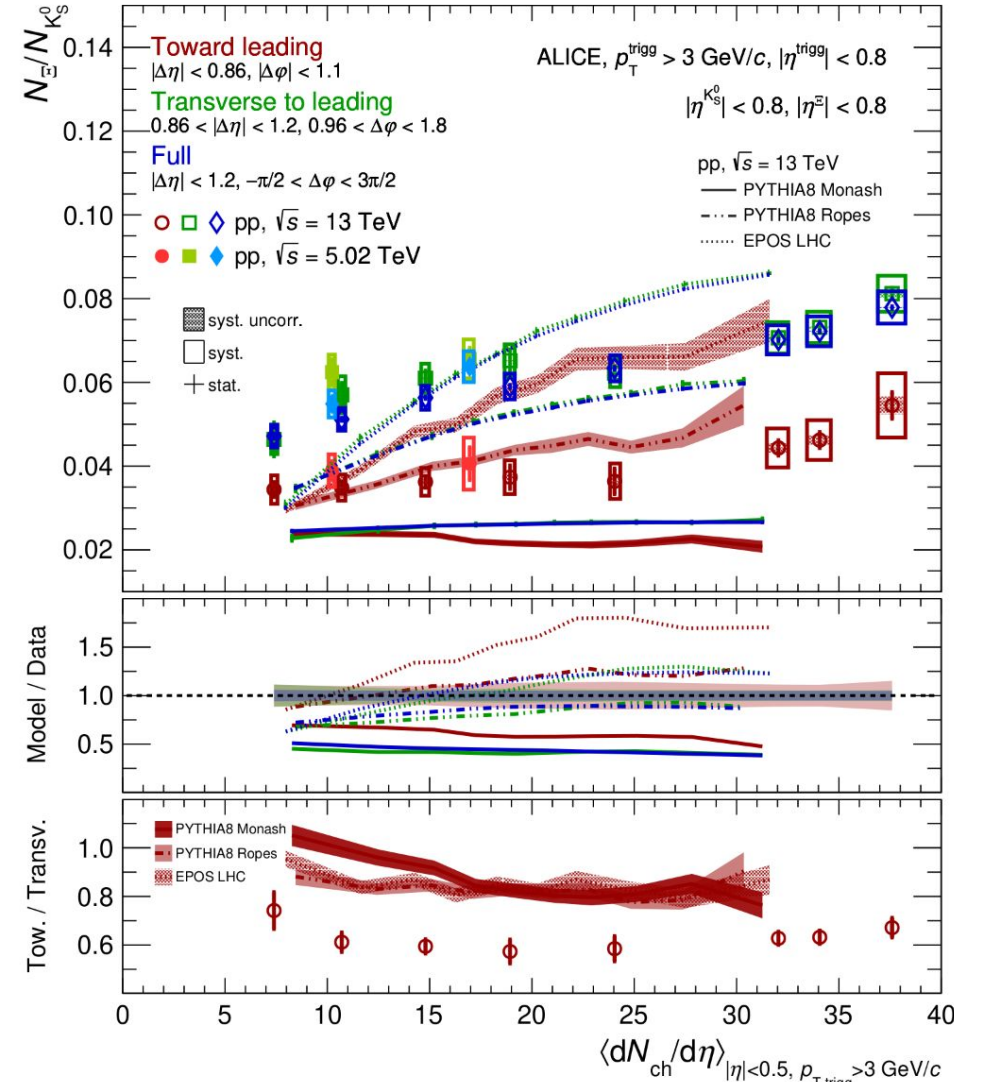 N_Ξ/N_{K^0_S}
0.14
0.12
0.10
0.08
0.06
0.04
0.02
Toward leading
|Δη| < 0.86, |Δφ| < 1.1
Transverse to leading
0.86 < |Δη| < 1.2, 0.96 < Δφ < 1.8
Full
|Δη| < 1.2, −π/2 < Δφ < 3π/2
pp, √s = 13 TeV
pp, √s = 5.02 TeV
syst. uncorr.
syst.
stat.
ALICE, p_T^trigg > 3 GeV/c, |η^trigg| < 0.8
|η^{K^0_S}| < 0.8, |η^Ξ| < 0.8
pp, √s = 13 TeV
PYTHIA8 Monash
PYTHIA8 Ropes
EPOS LHC
Model / Data
1.5
1.0
0.5
Tow. / Transv.
1.0
0.8
0.6
PYTHIA8 Monash
PYTHIA8 Ropes
EPOS LHC
0 5 10 15 20 25 30 35 40
⟨dN_ch/dη⟩_{|η|<0.5, p_{T,trigg}>3 GeV/c}